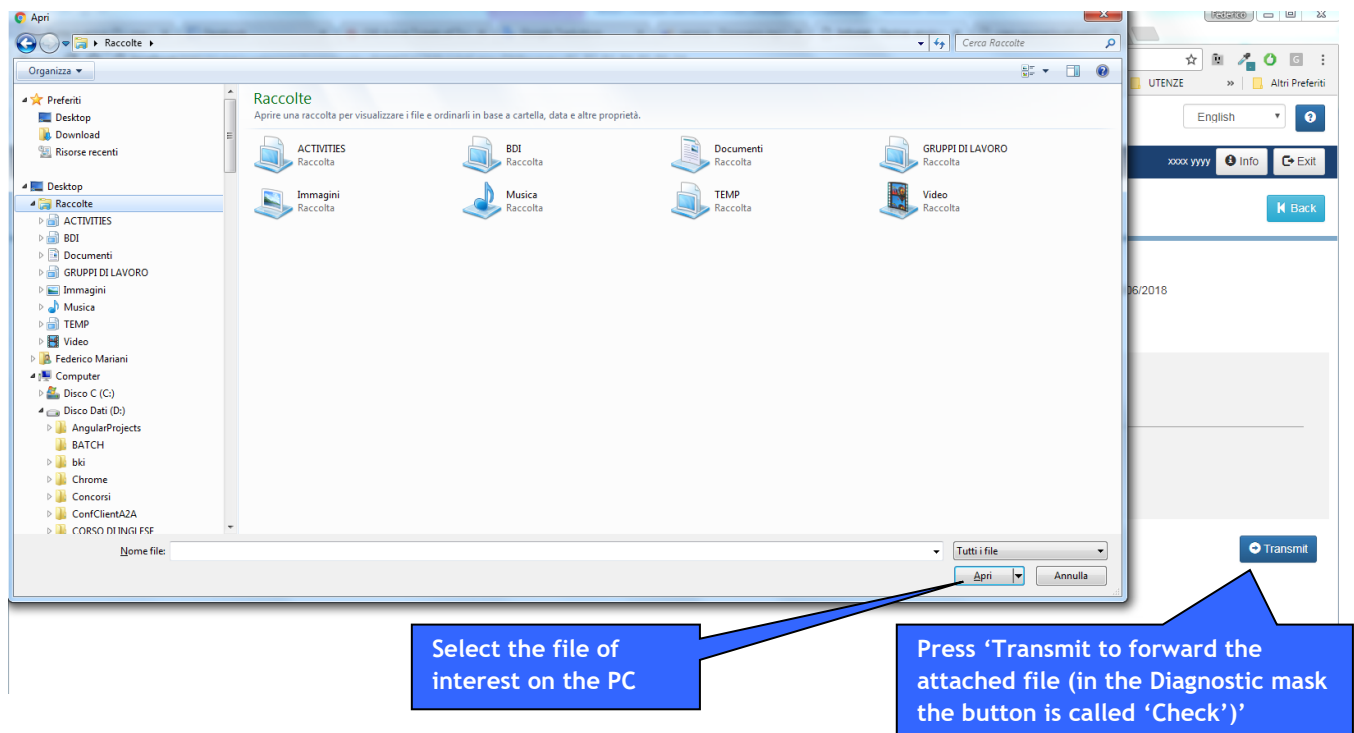 Apri
federico
Raccolte
Cerca Raccolte
Organizza
Preferiti
Desktop
Download
Risorse recenti
Desktop
Raccolte
ACTIVITIES
BDI
Documenti
GRUPPI DI LAVORO
Immagini
Musica
TEMP
Video
Federico Mariani
Computer
Disco C (C:)
Disco Dati (D:)
AngularProjects
BATCH
bki
Chrome
Concorsi
ConfClientA2A
CORSO DI INGLESE
Raccolte
Aprire una raccolta per visualizzare i file e ordinarli in base a cartella, data e altre proprietà.
ACTIVITIES
Raccolta
BDI
Raccolta
Documenti
Raccolta
GRUPPI DI LAVORO
Raccolta
Immagini
Raccolta
Musica
Raccolta
TEMP
Raccolta
Video
Raccolta
Nome file:
Tutti i file
Apri
Annulla
UTENZE » Altri Preferiti
English
xxxx yyyy Info Exit
Back
06/2018
Transmit
Select the file of
interest on the PC
Press ‘Transmit to forward the
attached file (in the Diagnostic mask
the button is called ‘Check’)’